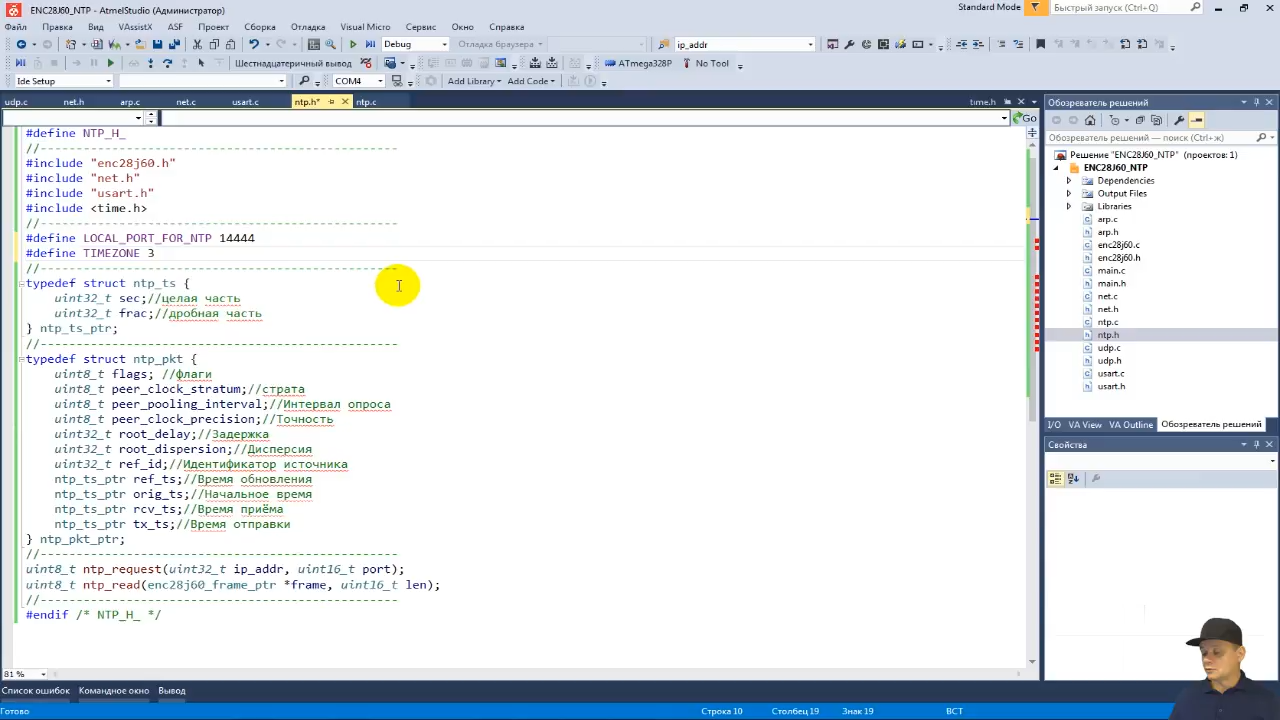 ENC28J60_NTP - AtmelStudio (Администратор)
Standard Mode
Быстрый запуск (Ctrl+Q)
Файл Правка Вид VAssistX ASF Проект Сборка Отладка Visual Micro Сервис Окно Справка
Debug
Отладка браузера
ip_addr
Шестнадцатеричный вывод
ATmega328P
No Tool
Ide Setup
COM4
Add Library
Add Code
udp.c net.h arp.c net.c usart.c ntp.h* ntp.c
time.h
Go
#define NTP_H_
//--------------------------------------------------
#include "enc28j60.h"
#include "net.h"
#include "usart.h"
#include <time.h>
//--------------------------------------------------
#define LOCAL_PORT_FOR_NTP 14444
#define TIMEZONE 3
//--------------------------------------------------
typedef struct ntp_ts {
uint32_t sec;//целая часть
uint32_t frac;//дробная часть
} ntp_ts_ptr;
//--------------------------------------------------
typedef struct ntp_pkt {
uint8_t flags; //флаги
uint8_t peer_clock_stratum;//страта
uint8_t peer_pooling_interval;//Интервал опроса
uint8_t peer_clock_precision;//Точность
uint32_t root_delay;//Задержка
uint32_t root_dispersion;//Дисперсия
uint32_t ref_id;//Идентификатор источника
ntp_ts_ptr ref_ts;//Время обновления
ntp_ts_ptr orig_ts;//Начальное время
ntp_ts_ptr rcv_ts;//Время приёма
ntp_ts_ptr tx_ts;//Время отправки
} ntp_pkt_ptr;
//--------------------------------------------------
uint8_t ntp_request(uint32_t ip_addr, uint16_t port);
uint8_t ntp_read(enc28j60_frame_ptr *frame, uint16_t len);
//--------------------------------------------------
#endif /* NTP_H_ */
81 %
Обозреватель решений
Обозреватель решений — поиск (Ctrl+ж)
Решение "ENC28J60_NTP" (проектов: 1)
ENC28J60_NTP
Dependencies
Output Files
Libraries
arp.c
arp.h
enc28j60.c
enc28j60.h
main.c
main.h
net.c
net.h
ntp.c
ntp.h
udp.c
udp.h
usart.c
usart.h
I/O VA View VA Outline Обозреватель решений
Свойства
Список ошибок Командное окно Вывод
Готово
Строка 10
Столбец 19
Знак 19
ВСТ